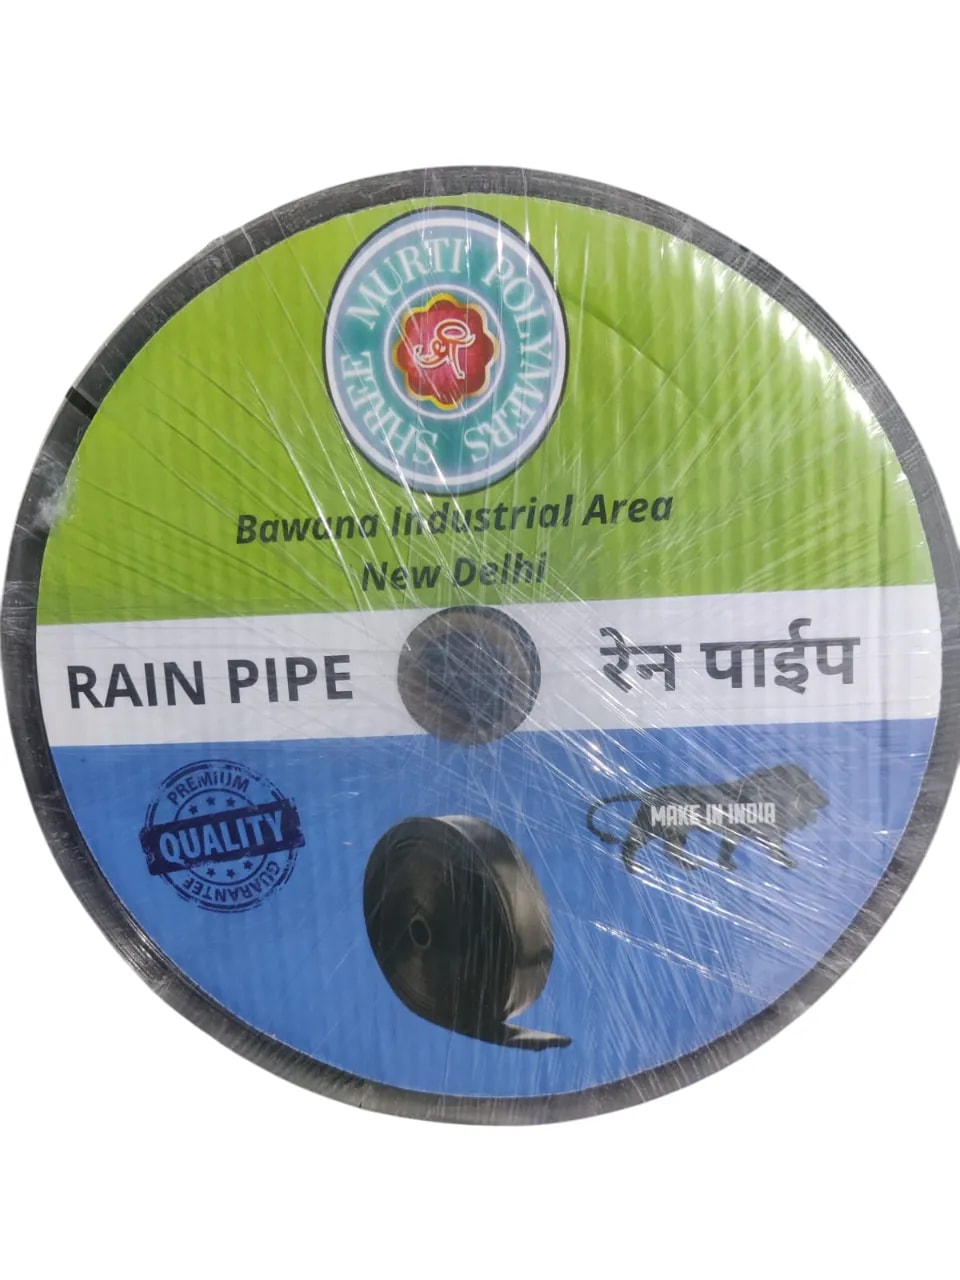 SHREE MURTI POLYMERS
श्री
Bawana Industrial Area
New Delhi
RAIN PIPE
रेन पाईप
PREMIUM
QUALITY
GUARANTEE
MAKE IN INDIA